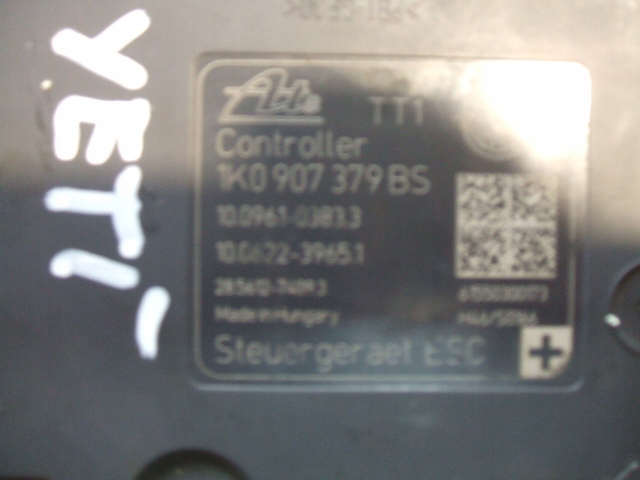 YETI
Ate TT1
Controller
1K0 907 379 BS
10.0961-0383.3
10.0622-3965.1
Made in Hungary
Steuergeraet ESC